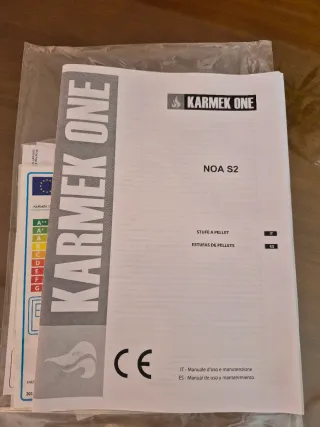 KARMEK ONE
KARMEK ONE
NOA S2
STUFE A PELLET IT
ESTUFAS DE PELLETS ES
CE
IT - Manuale d'uso e manutenzione
ES - Manual de uso y mantenimiento
A++
A+
A
B
C
D
E
F
G